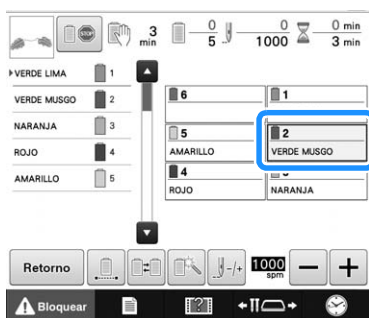 3 min
0 5
0 1000
0 min 3 min
VERDE LIMA 1
VERDE MUSGO 2
NARANJA 3
ROJO 4
AMARILLO 5
6
1
5
AMARILLO
2
VERDE MUSGO
4
ROJO
NARANJA
Retorno
-/+
1000 spm
- +
Bloquear
?